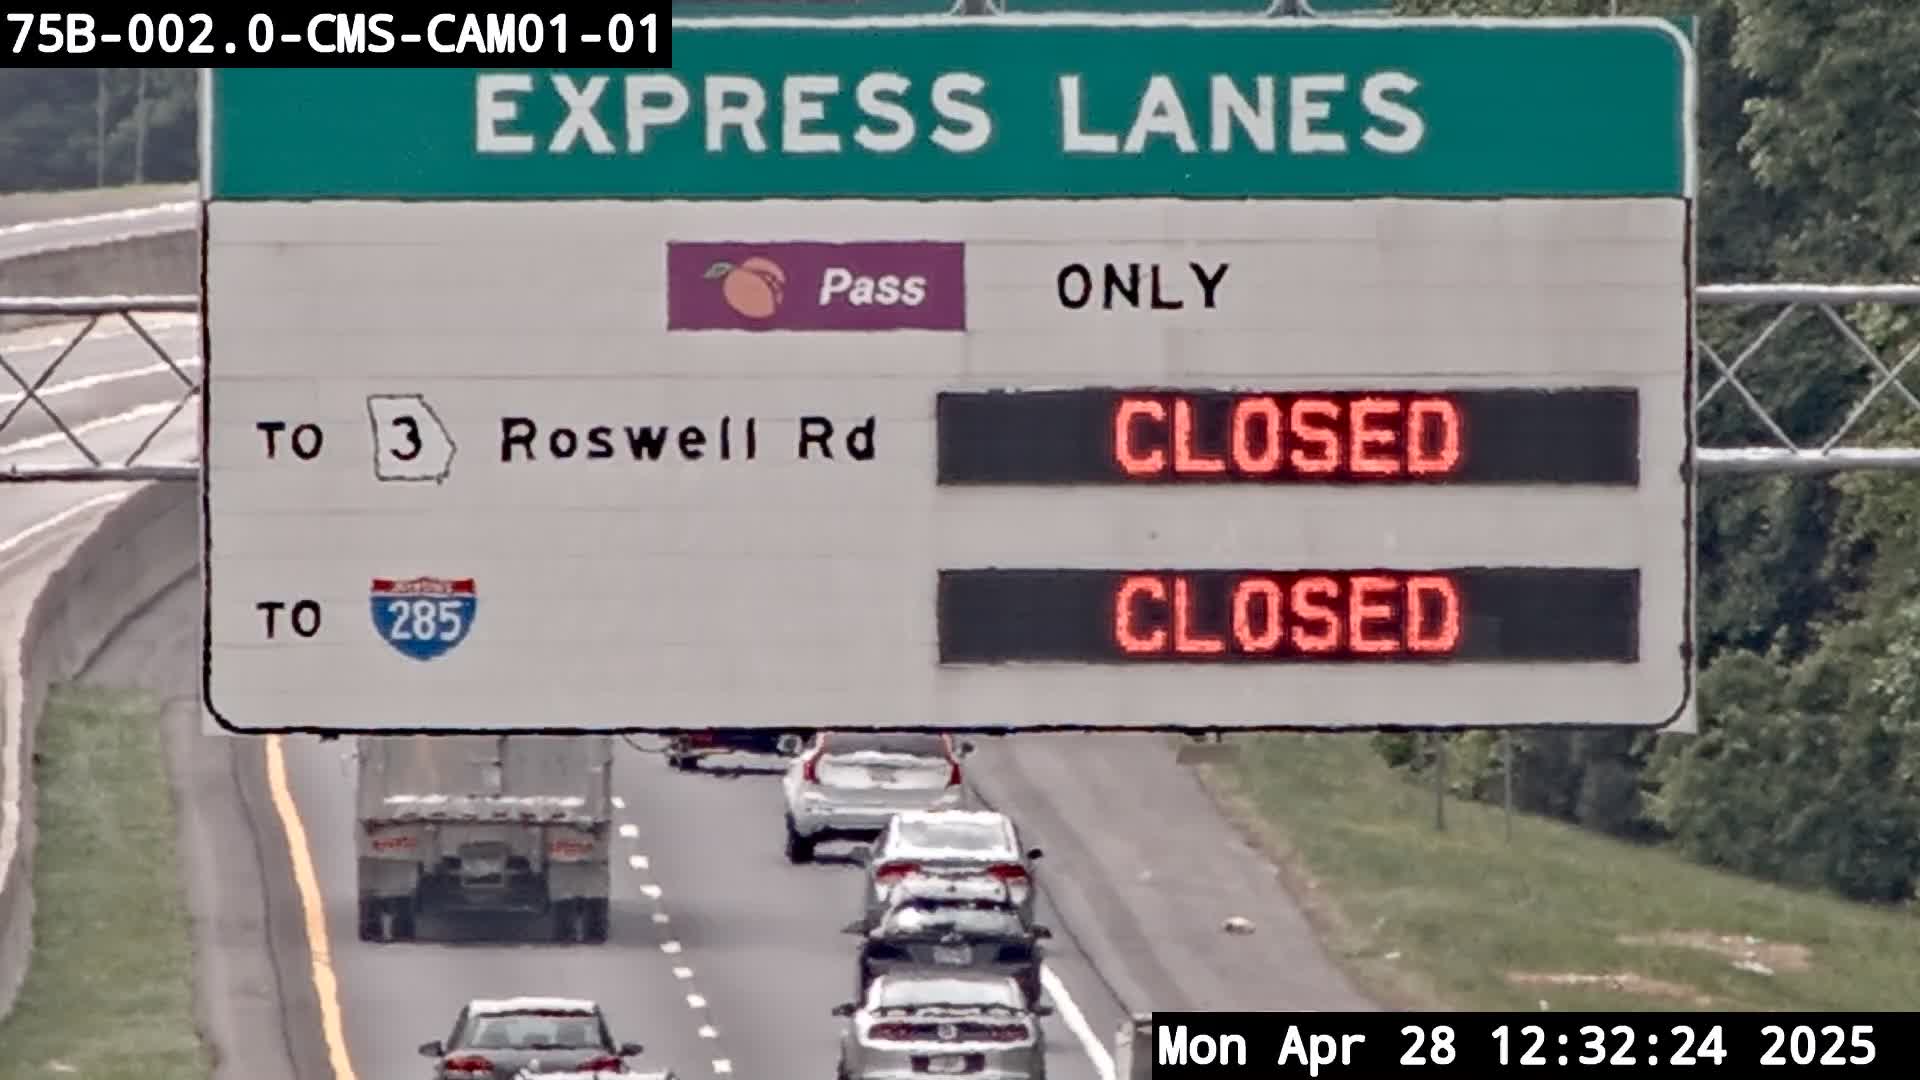 75B-002.0-CMS-CAM01-01
EXPRESS LANES
Pass ONLY
TO 3 Roswell Rd CLOSED
TO 285 CLOSED
Mon Apr 28 12:32:24 2025